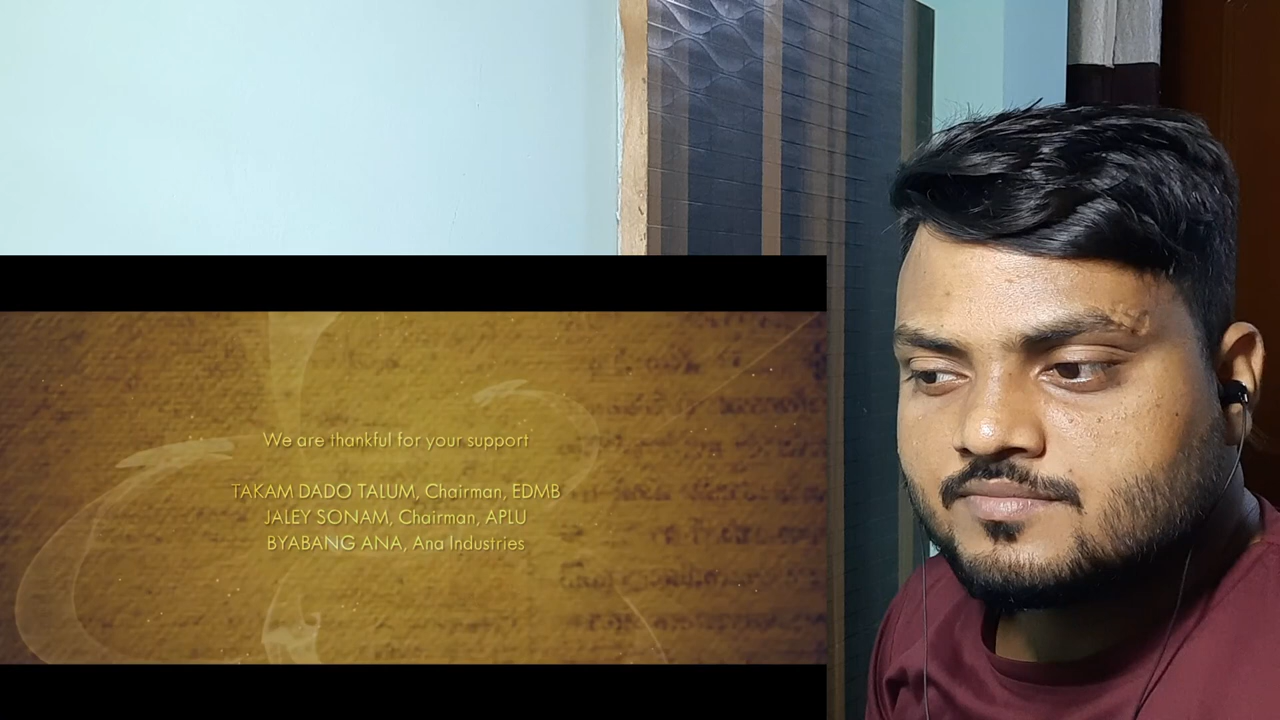 We are thankful for your support
TAKAM DADO TALUM, Chairman, EDMB
JALEY SONAM, Chairman, APLU
BYABANG ANA, Ana Industries